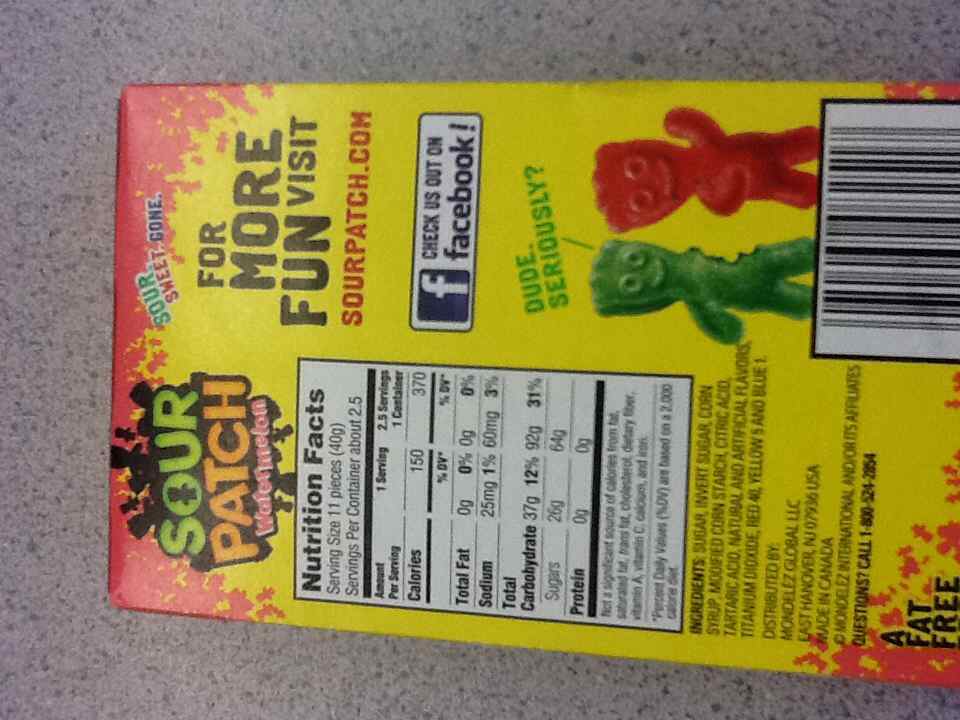 SOUR
PATCH
Watermelon
SOUR.
SWEET. GONE.
FOR
MORE
FUN VISIT
SOURPATCH.COM
f CHECK US OUT ON
facebook!
DUDE.
SERIOUSLY?
Nutrition Facts
Serving Size 11 pieces (40g)
Servings Per Container about 2.5
Amount Per Serving 1 Serving 2.5 Servings 1 Container
Calories 150 370
% DV* % DV*
Total Fat 0g 0% 0g 0%
Sodium 25mg 1% 60mg 3%
Total
Carbohydrate 37g 12% 92g 31%
Sugars 26g 64g
Protein 0g 0g
Not a significant source of calories from fat,
saturated fat, trans fat, cholesterol, dietary fiber,
vitamin A, vitamin C, calcium, and iron.
*Percent Daily Values (%DV) are based on a 2,000
calorie diet.
INGREDIENTS: SUGAR, INVERT SUGAR, CORN
SYRUP, MODIFIED CORN STARCH, CITRIC ACID,
TARTARIC ACID, NATURAL AND ARTIFICIAL FLAVORS,
TITANIUM DIOXIDE, RED 40, YELLOW 5 AND BLUE 1.
DISTRIBUTED BY:
MONDELĒZ GLOBAL LLC
EAST HANOVER, NJ 07936 USA
MADE IN CANADA
© MONDELĒZ INTERNATIONAL AND/OR ITS AFFILIATES
QUESTIONS? CALL 1-800-524-2854
A
FAT
FREE